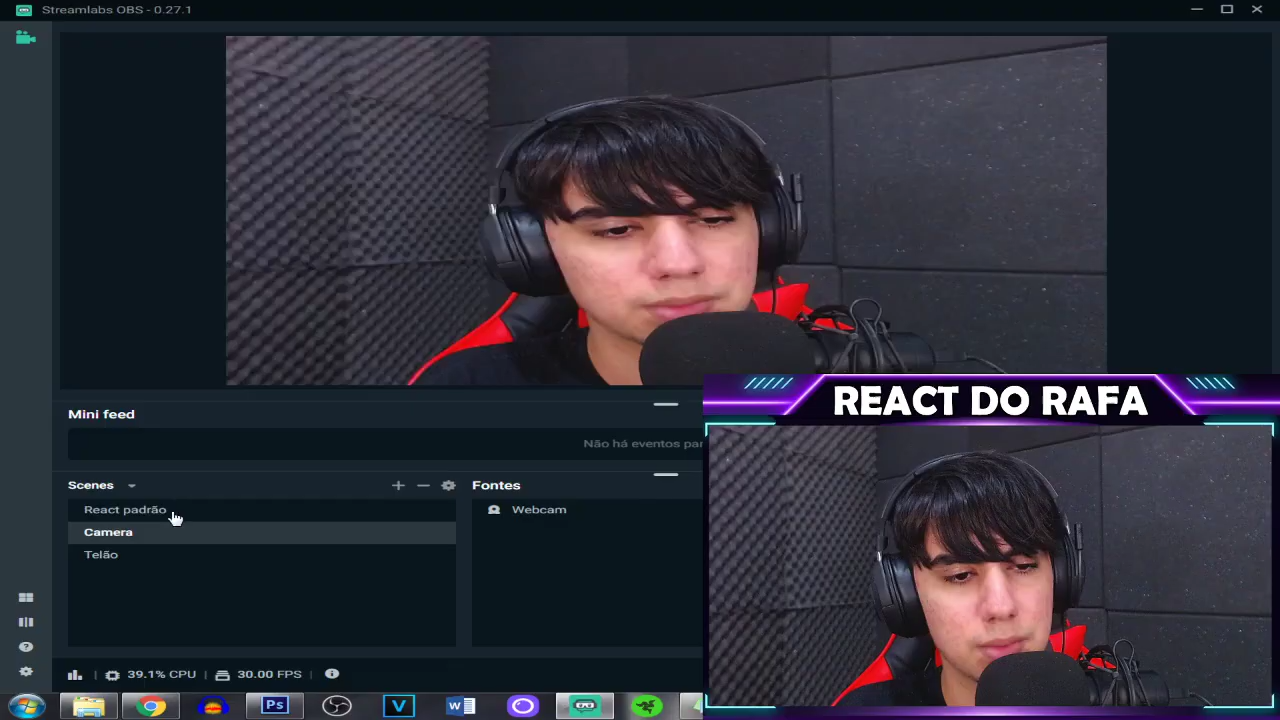 Streamlabs OBS - 0.27.1
Mini feed
Não há eventos par
Scenes
Fontes
React padrão
Camera
Telão
Webcam
39.1% CPU
30.00 FPS
REACT DO RAFA
Ps
V
W